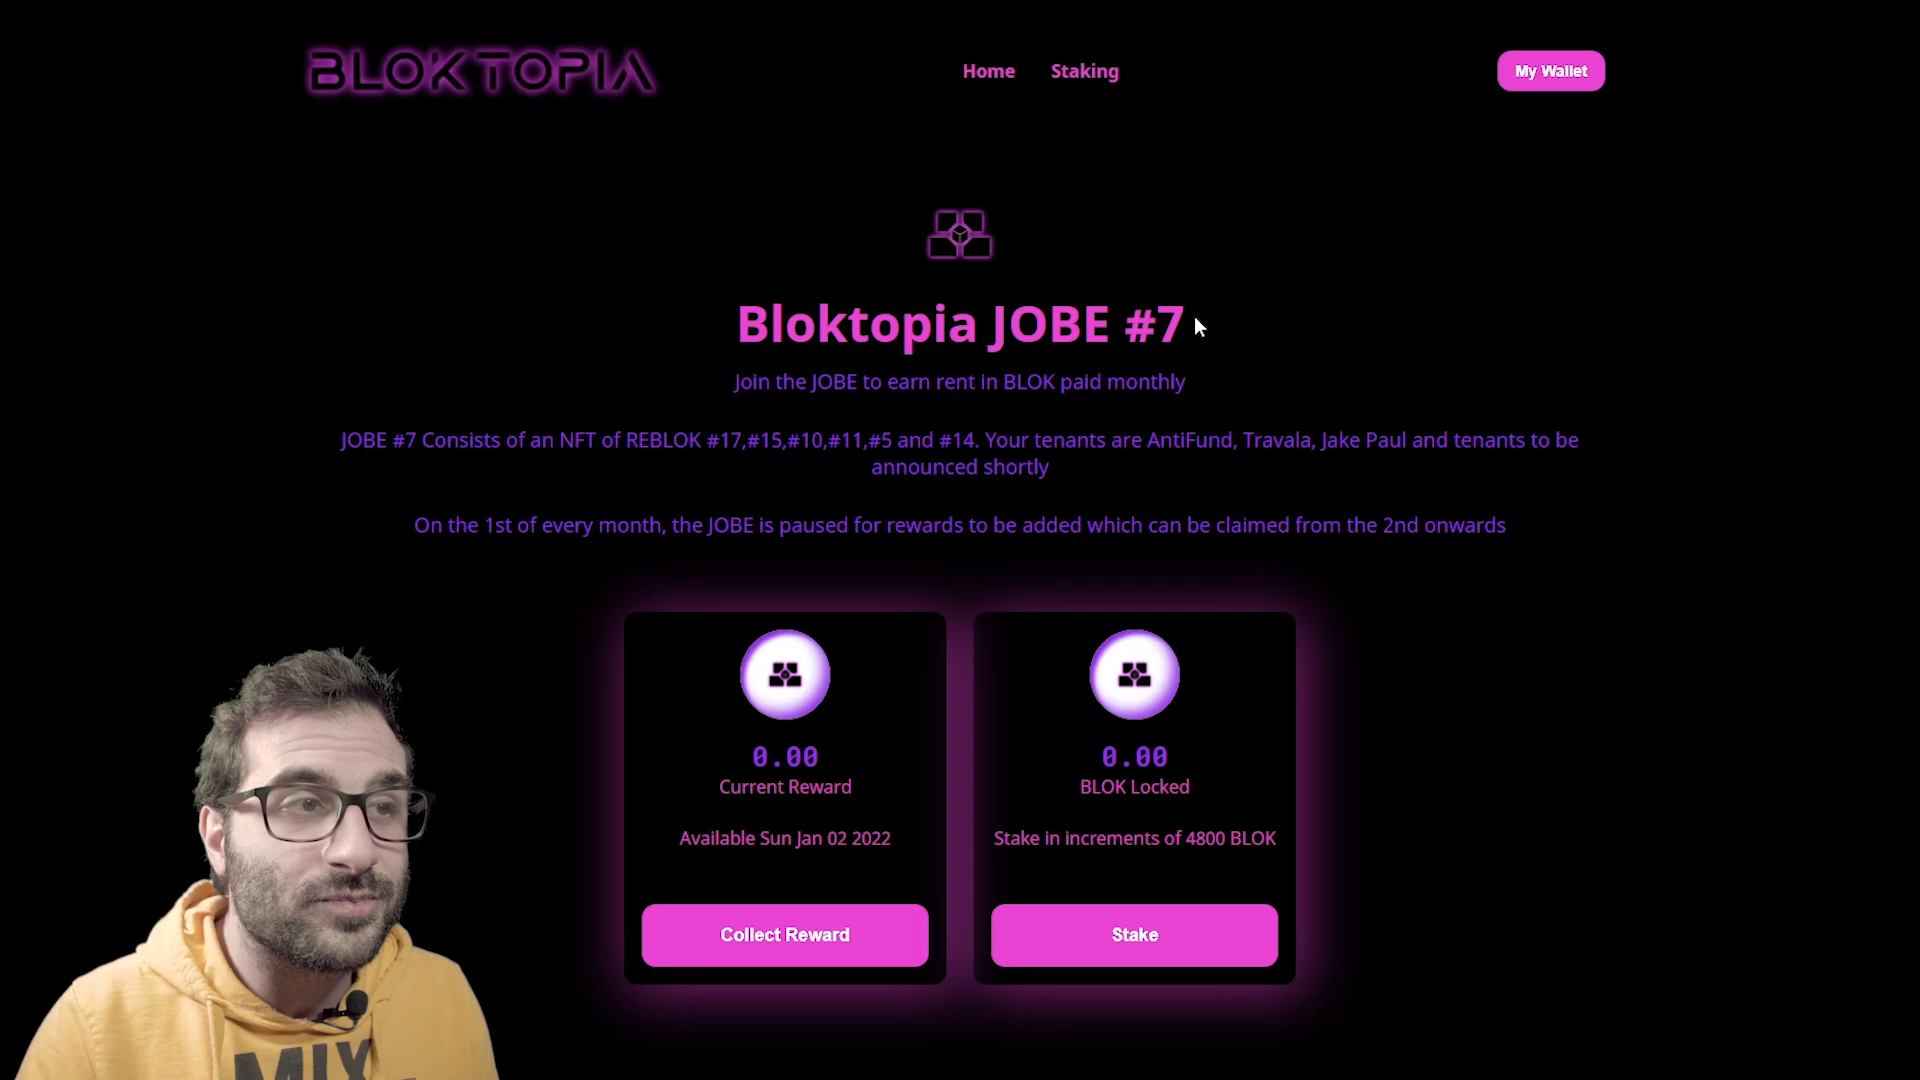 BLOKTOPIA
Home
Staking
My Wallet
Bloktopia JOBE #7
Join the JOBE to earn rent in BLOK paid monthly
JOBE #7 Consists of an NFT of REBLOK #17,#15,#10,#11,#5 and #14. Your tenants are AntiFund, Travala, Jake Paul and tenants to be
announced shortly
On the 1st of every month, the JOBE is paused for rewards to be added which can be claimed from the 2nd onwards
0.00
Current Reward
Available Sun Jan 02 2022
Collect Reward
0.00
BLOK Locked
Stake in increments of 4800 BLOK
Stake
MIX